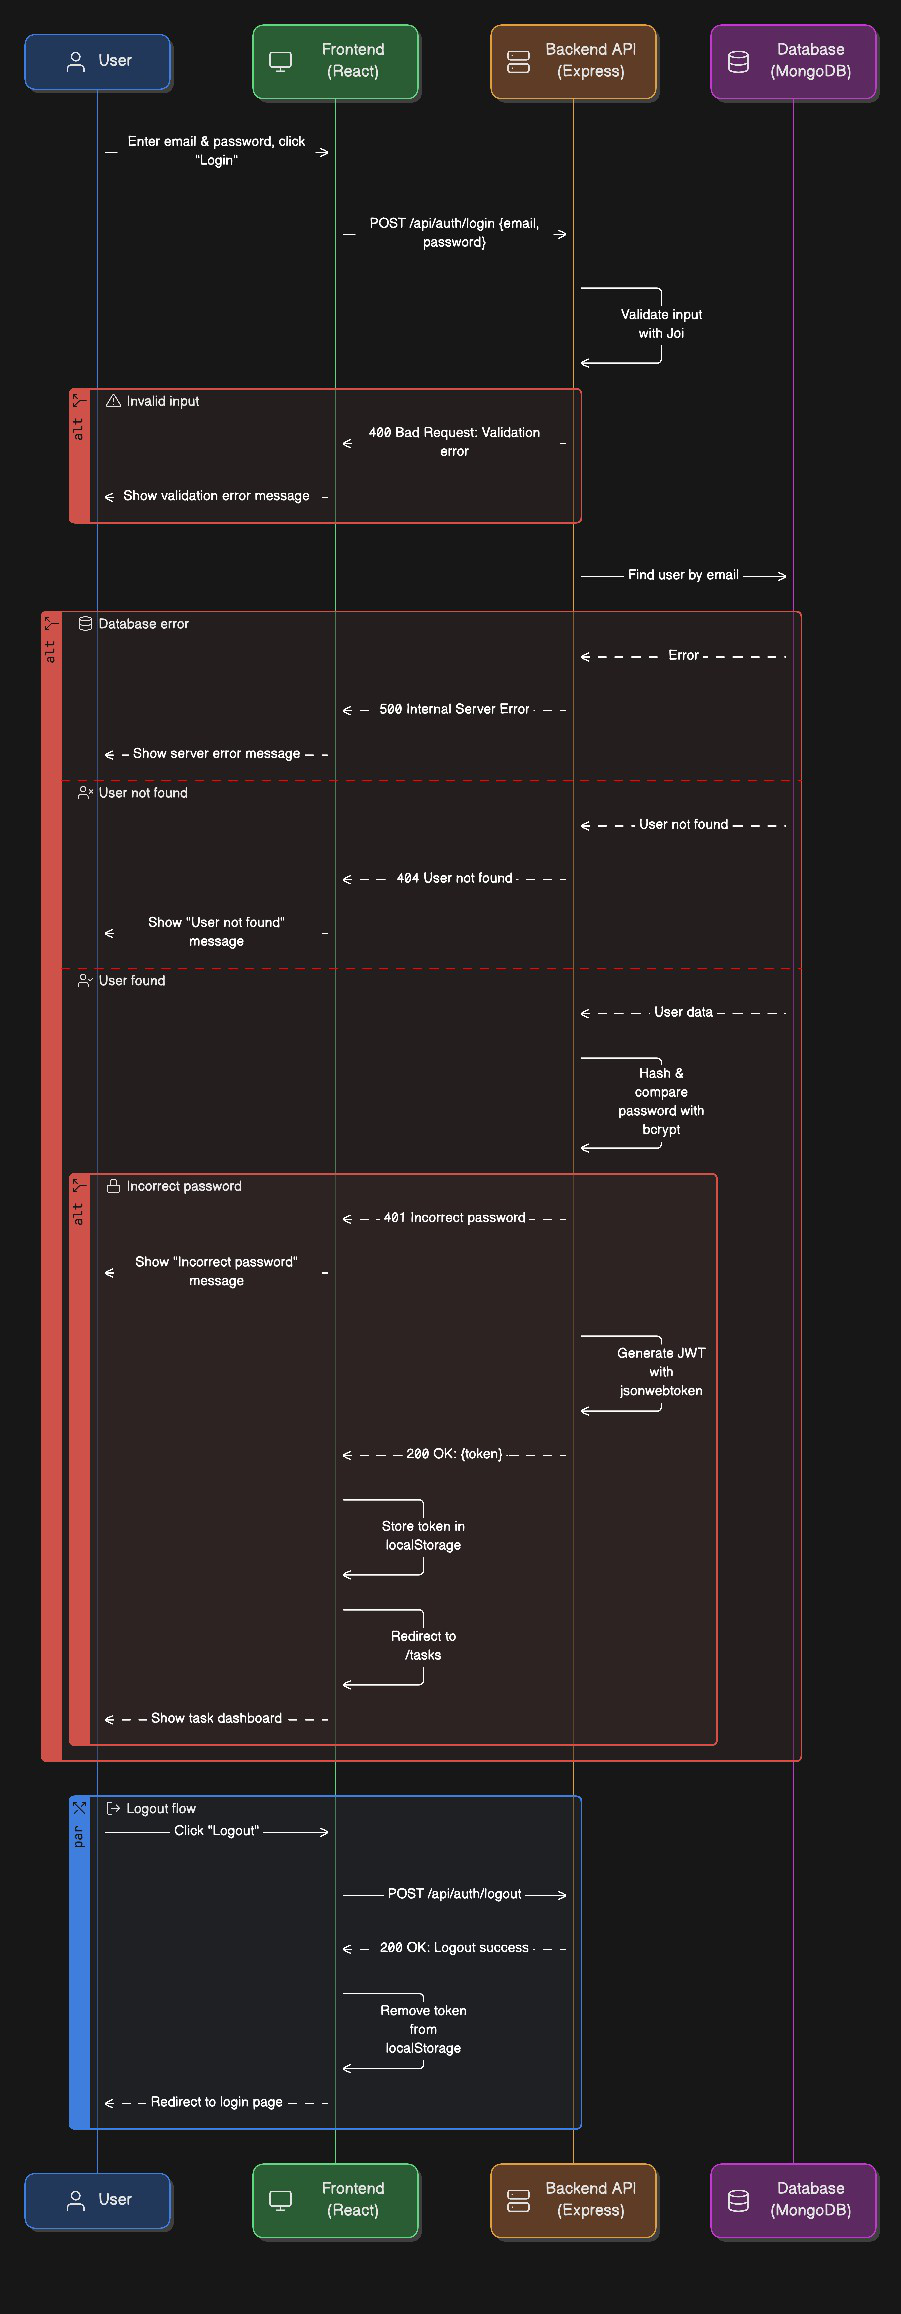 User
Frontend
(React)
Backend API
(Express)
Database
(MongoDB)
Enter email & password, click
"Login"
POST /api/auth/login {email,
password}
Validate input
with Joi
alt
Invalid input
400 Bad Request: Validation
error
Show validation error message
Find user by email
alt
Database error
Error
500 Internal Server Error
Show server error message
User not found
User not found
404 User not found
Show "User not found"
message
User found
User data
Hash &
compare
password with
bcrypt
alt
Incorrect password
401 Incorrect password
Show "Incorrect password"
message
Generate JWT
with
jsonwebtoken
200 OK: {token}
Store token in
localStorage
Redirect to
/tasks
Show task dashboard
par
Logout flow
Click "Logout"
POST /api/auth/logout
200 OK: Logout success
Remove token
from
localStorage
Redirect to login page
User
Frontend
(React)
Backend API
(Express)
Database
(MongoDB)